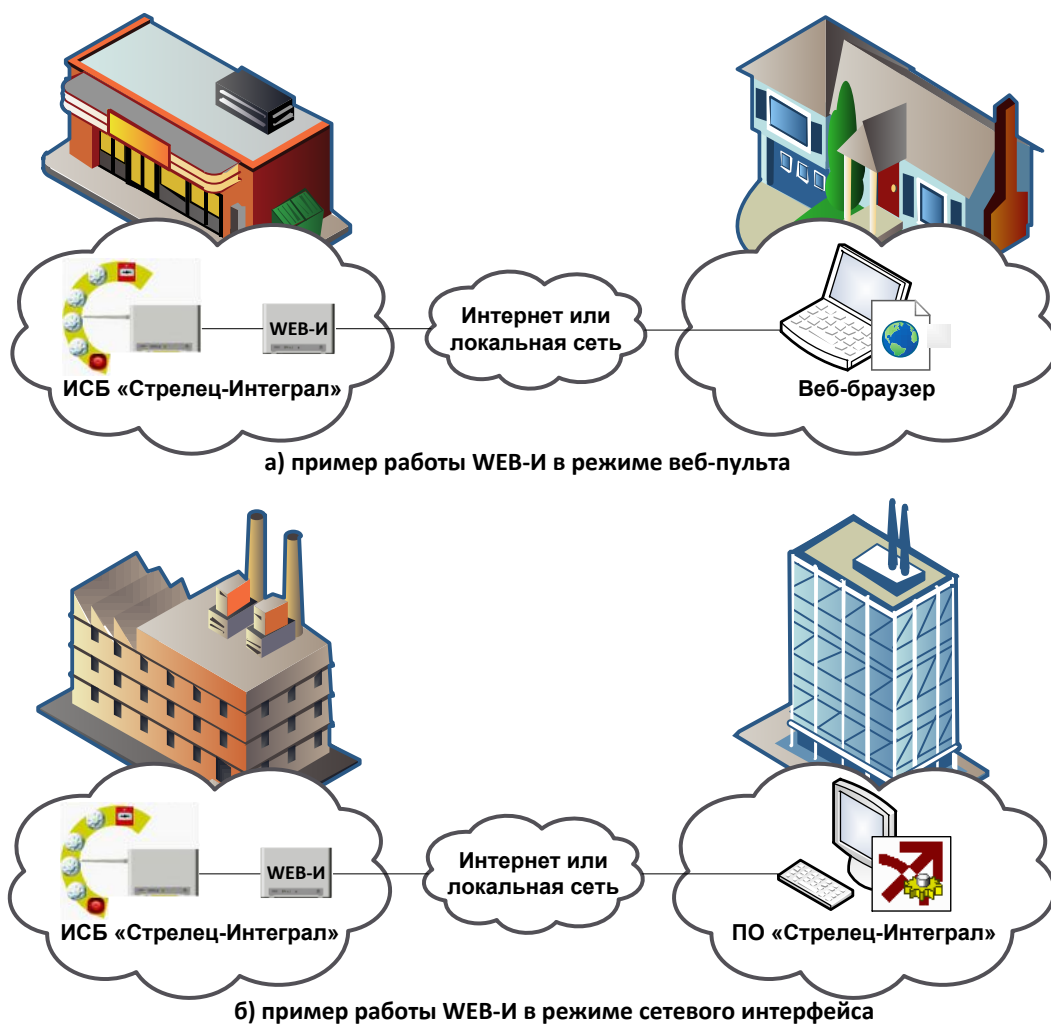 WEB-И
Интернет или
локальная сеть
ИСБ «Стрелец-Интеграл»
Веб-браузер
а) пример работы WEB-И в режиме веб-пульта
WEB-И
Интернет или
локальная сеть
ИСБ «Стрелец-Интеграл»
ПО «Стрелец-Интеграл»
б) пример работы WEB-И в режиме сетевого интерфейса